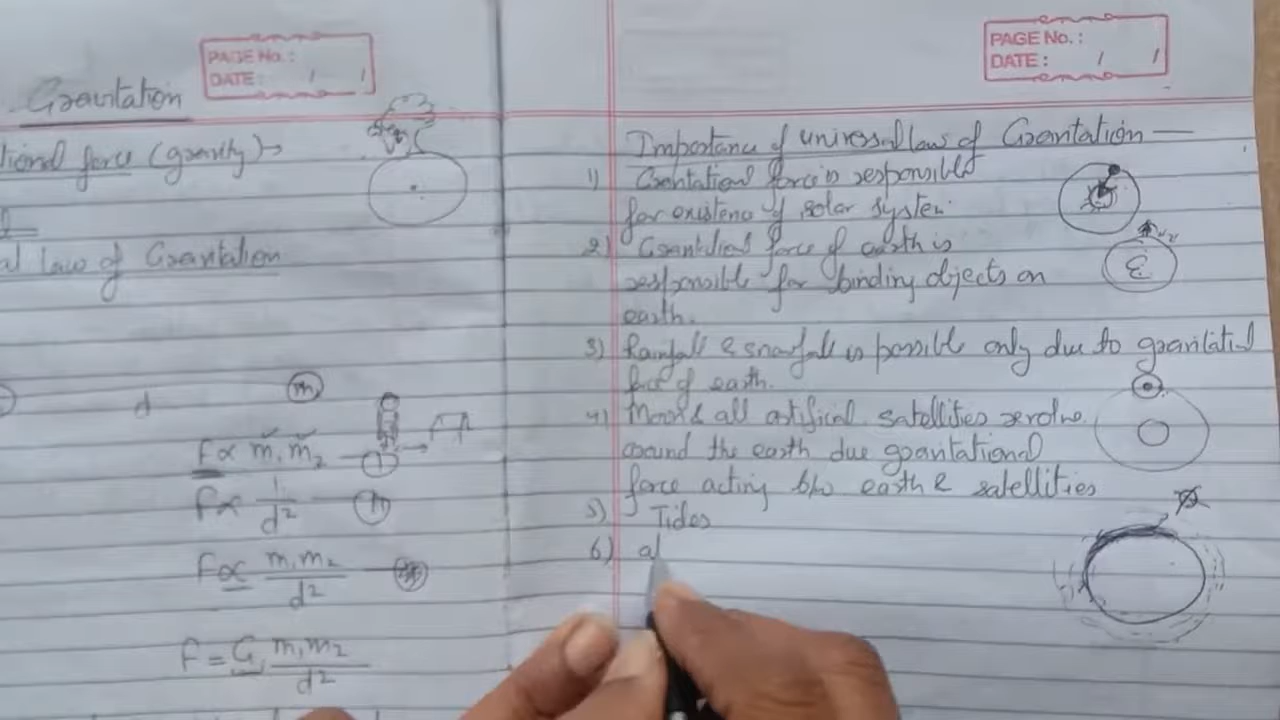 PAGE No.:
DATE: / /
Gravitation
tional force (gravity) →
al law of Gravitation
d
m
F ∝ m₁ m₂ — I
F ∝ 1/d² — II
F ∝ m₁m₂/d²
F = G m₁m₂/d²
PAGE No.:
DATE: / /
Importance of universal law of Gravitation —
1) Gravitational force is responsible
for existence of solar system.
2) Gravitational force of earth is
E
responsible for binding objects on
earth.
3) Rainfall & snowfall is possible only due to gravitational
force of earth.
4) Moon & all artificial satellites revolve
around the earth due gravitational
force acting b/w earth & satellities
5) Tides
6) a